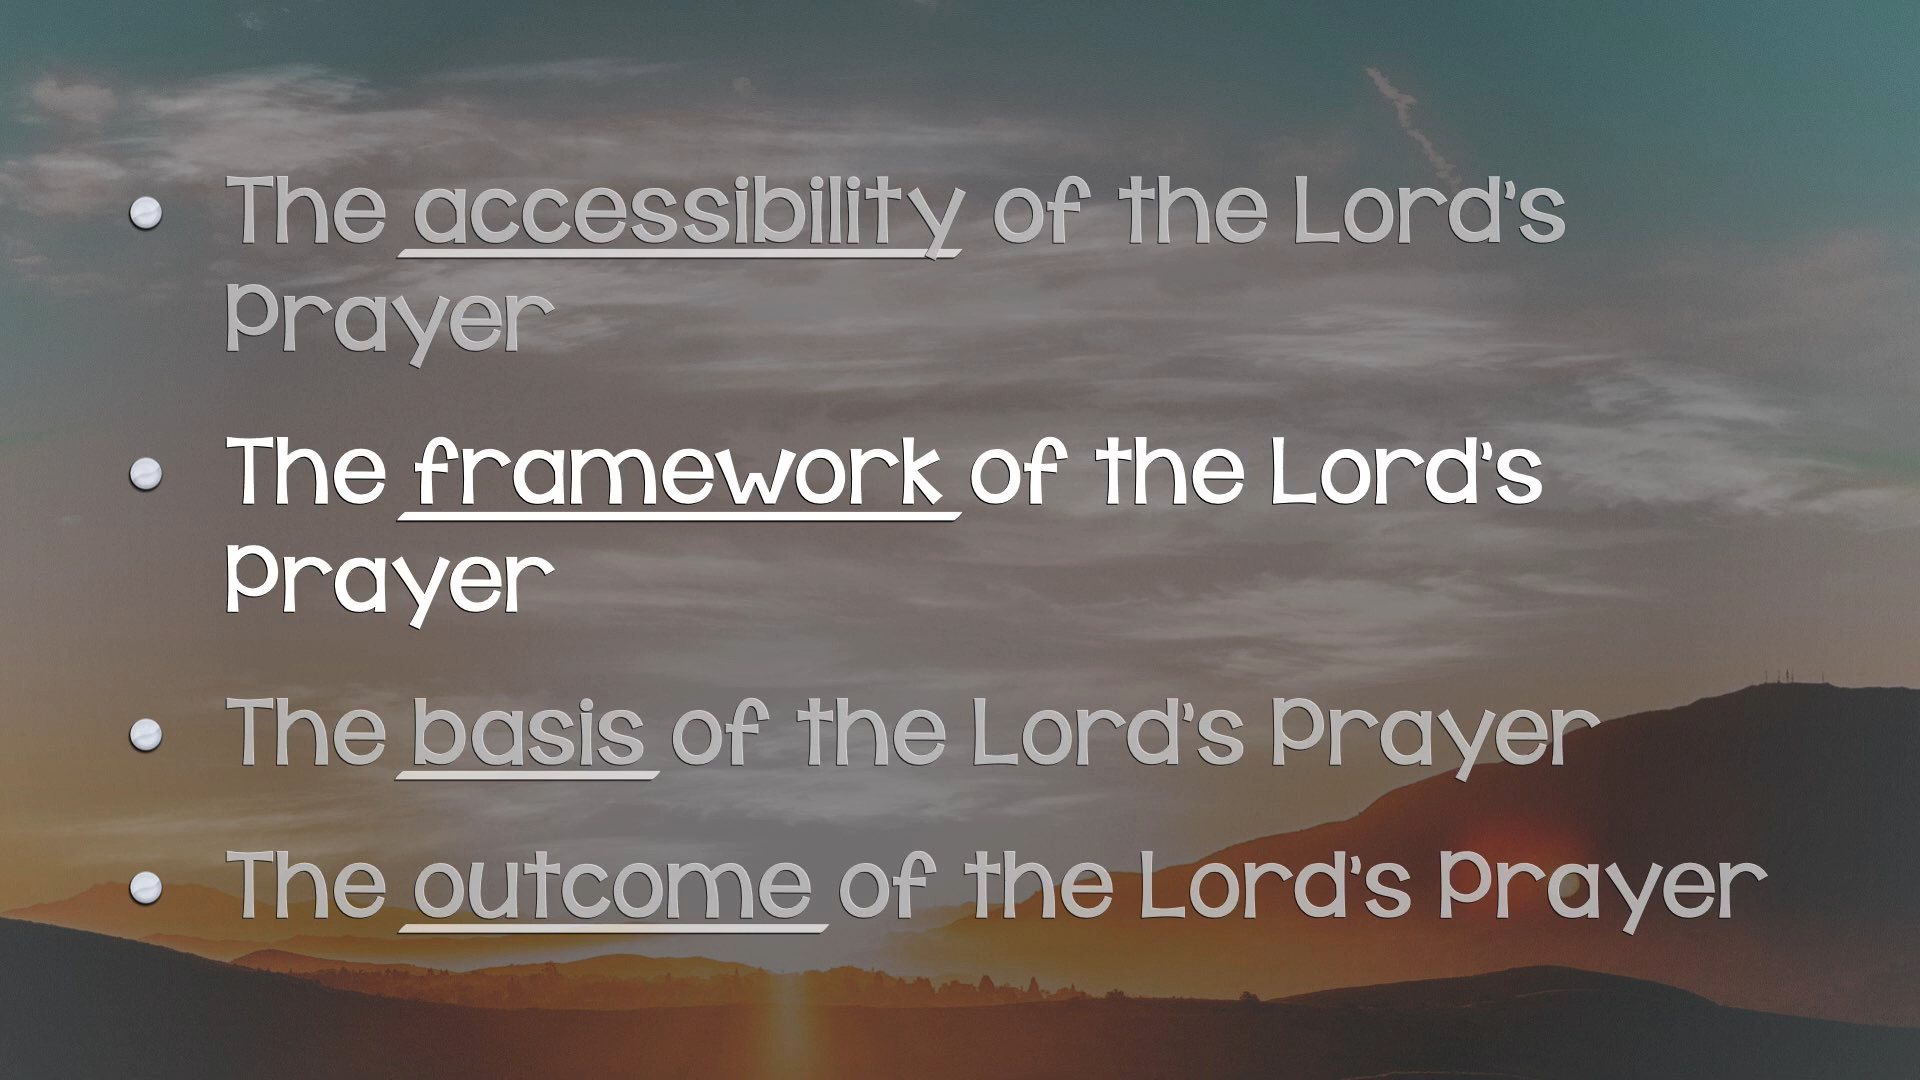 • The accessibility of the Lord's
Prayer
• The framework of the Lord's
Prayer
• The basis of the Lord's Prayer
• The outcome of the Lord's Prayer